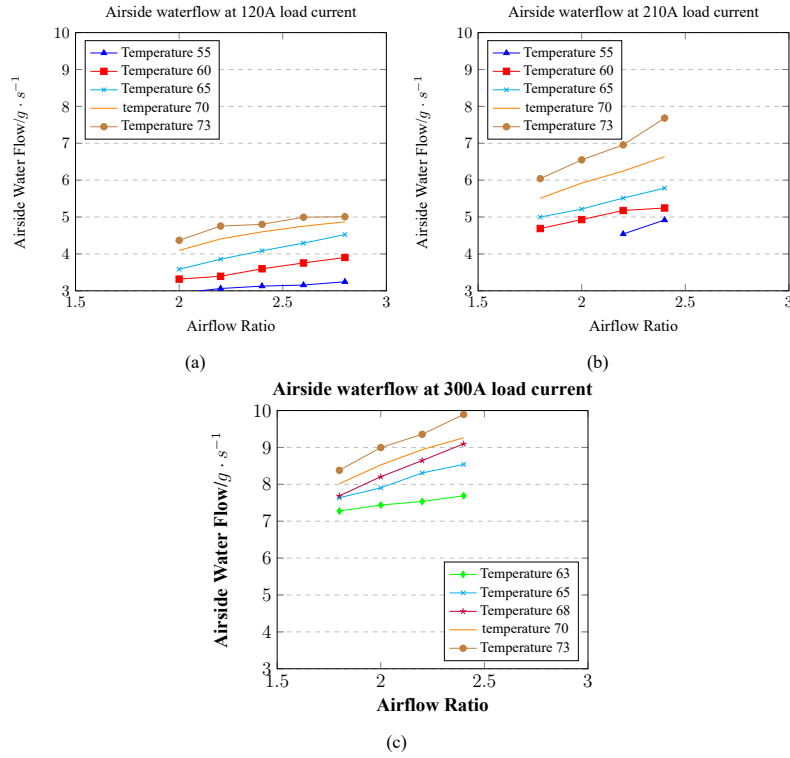 Airside waterflow at 120A load current
10
9
8
7
6
5
4
3
Airside Water Flow/g · s⁻¹
Temperature 55
Temperature 60
Temperature 65
temperature 70
Temperature 73
1.5 2 2.5 3
Airflow Ratio
(a)
Airside waterflow at 210A load current
10
9
8
7
6
5
4
3
Airside Water Flow/g · s⁻¹
Temperature 55
Temperature 60
Temperature 65
temperature 70
Temperature 73
1.5 2 2.5 3
Airflow Ratio
(b)
Airside waterflow at 300A load current
10
9
8
7
6
5
4
3
Airside Water Flow/g · s⁻¹
Temperature 63
Temperature 65
Temperature 68
temperature 70
Temperature 73
1.5 2 2.5 3
Airflow Ratio
(c)